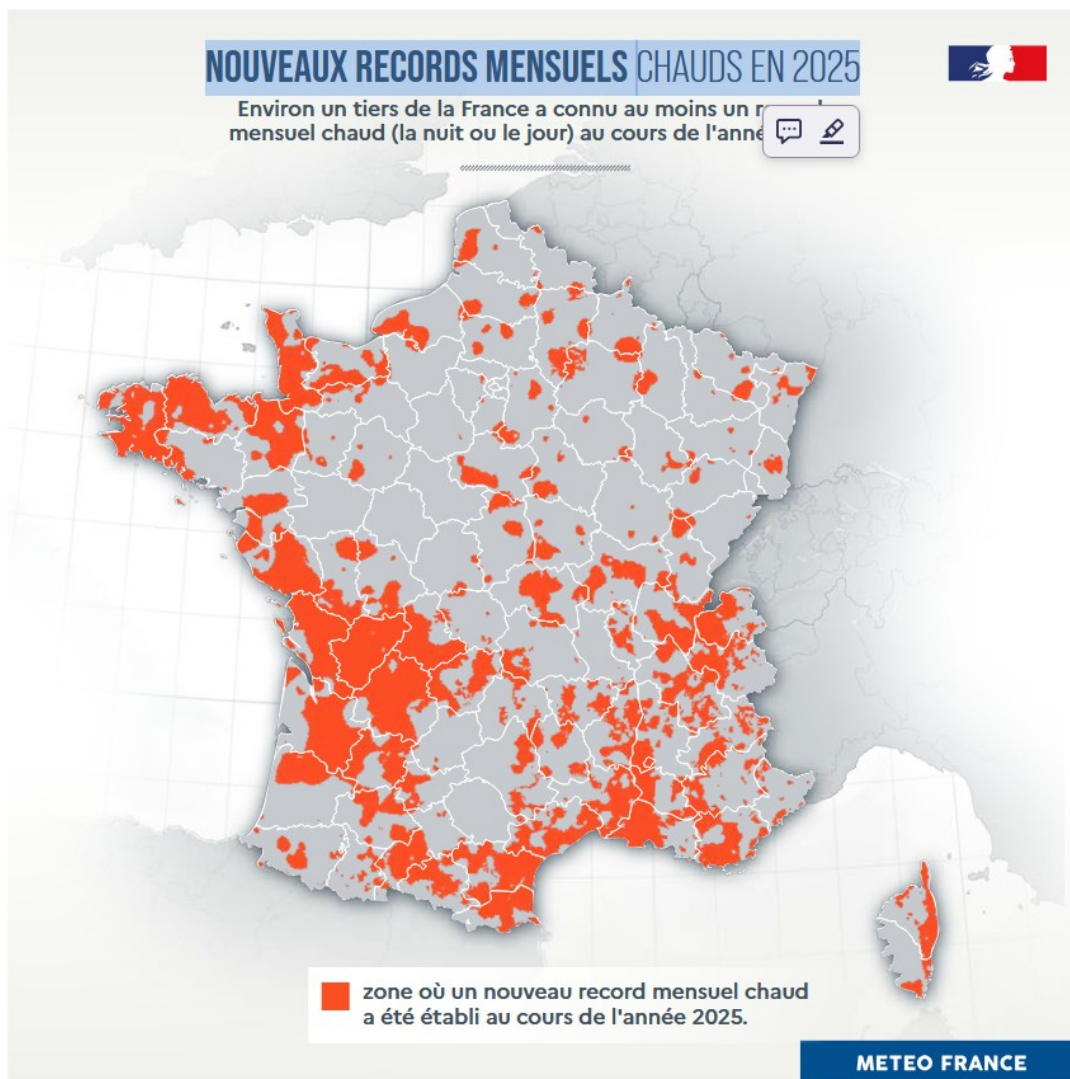 NOUVEAUX RECORDS MENSUELS CHAUDS EN 2025
Environ un tiers de la France a connu au moins un
mensuel chaud (la nuit ou le jour) au cours de
zone où un nouveau record mensuel chaud
a été établi au cours de l'année 2025.
METEO FRANCE